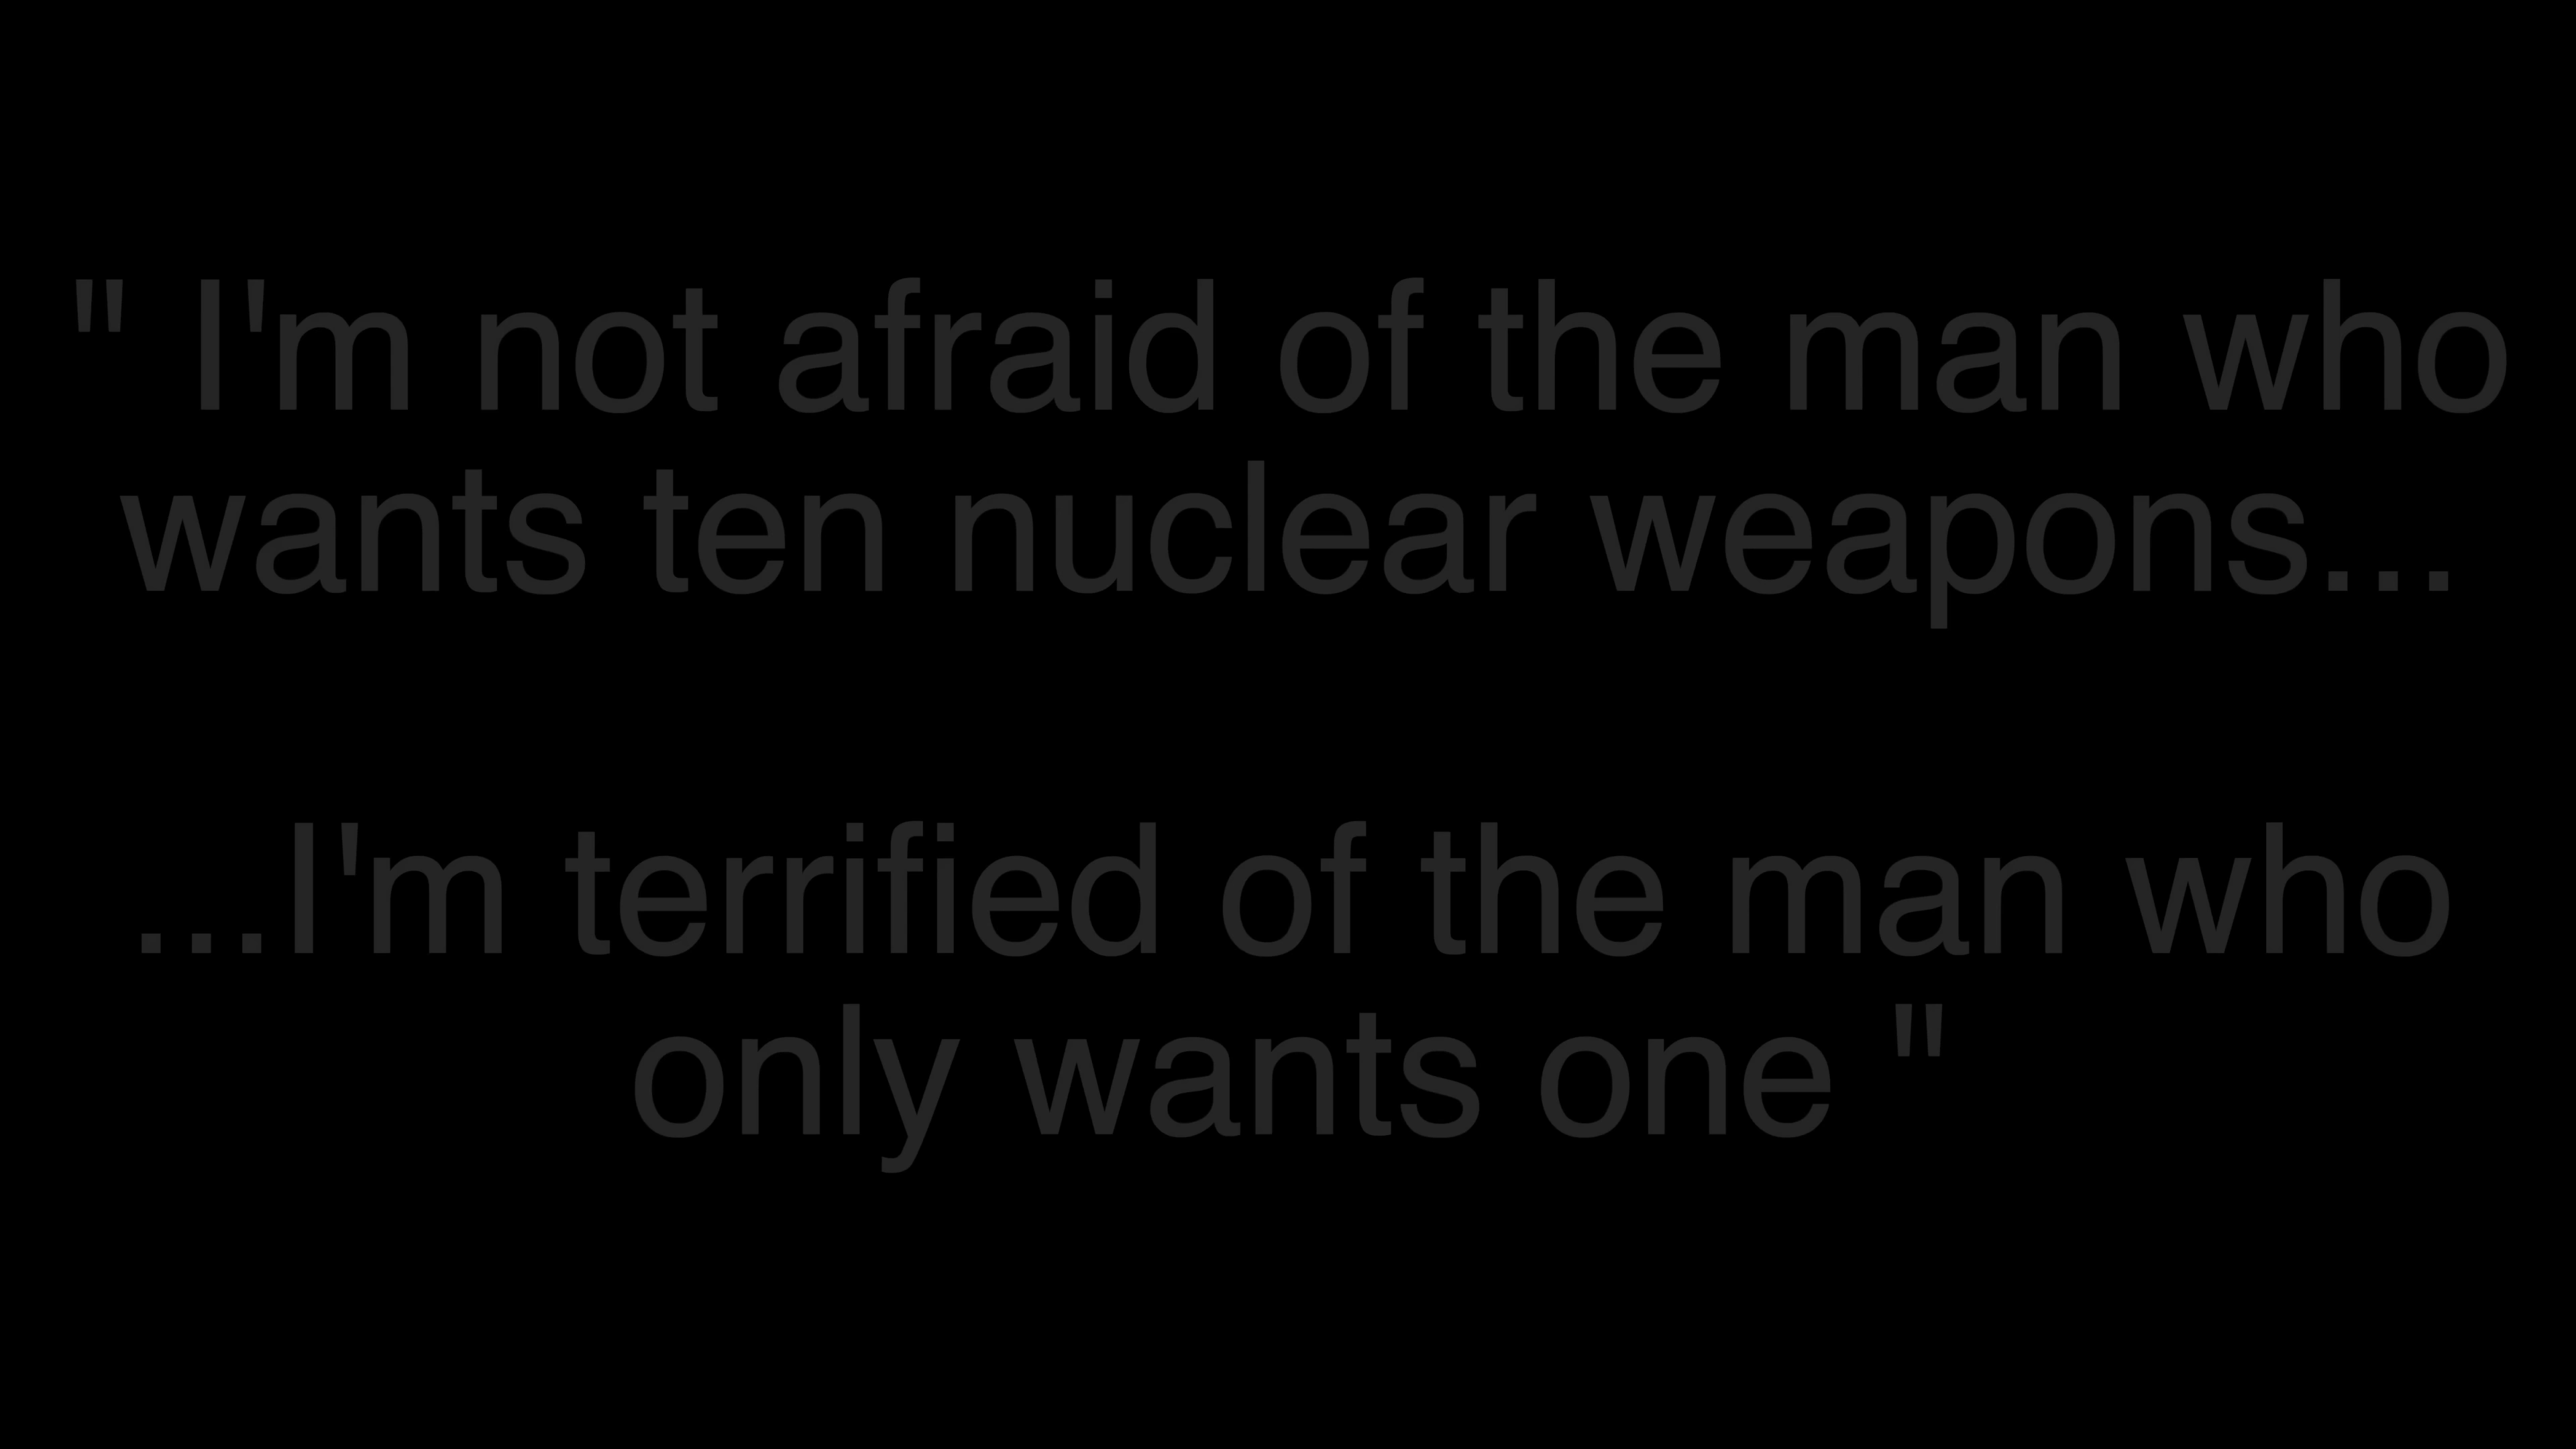 " I'm not afraid of the man who
wants ten nuclear weapons...
...I'm terrified of the man who
only wants one "